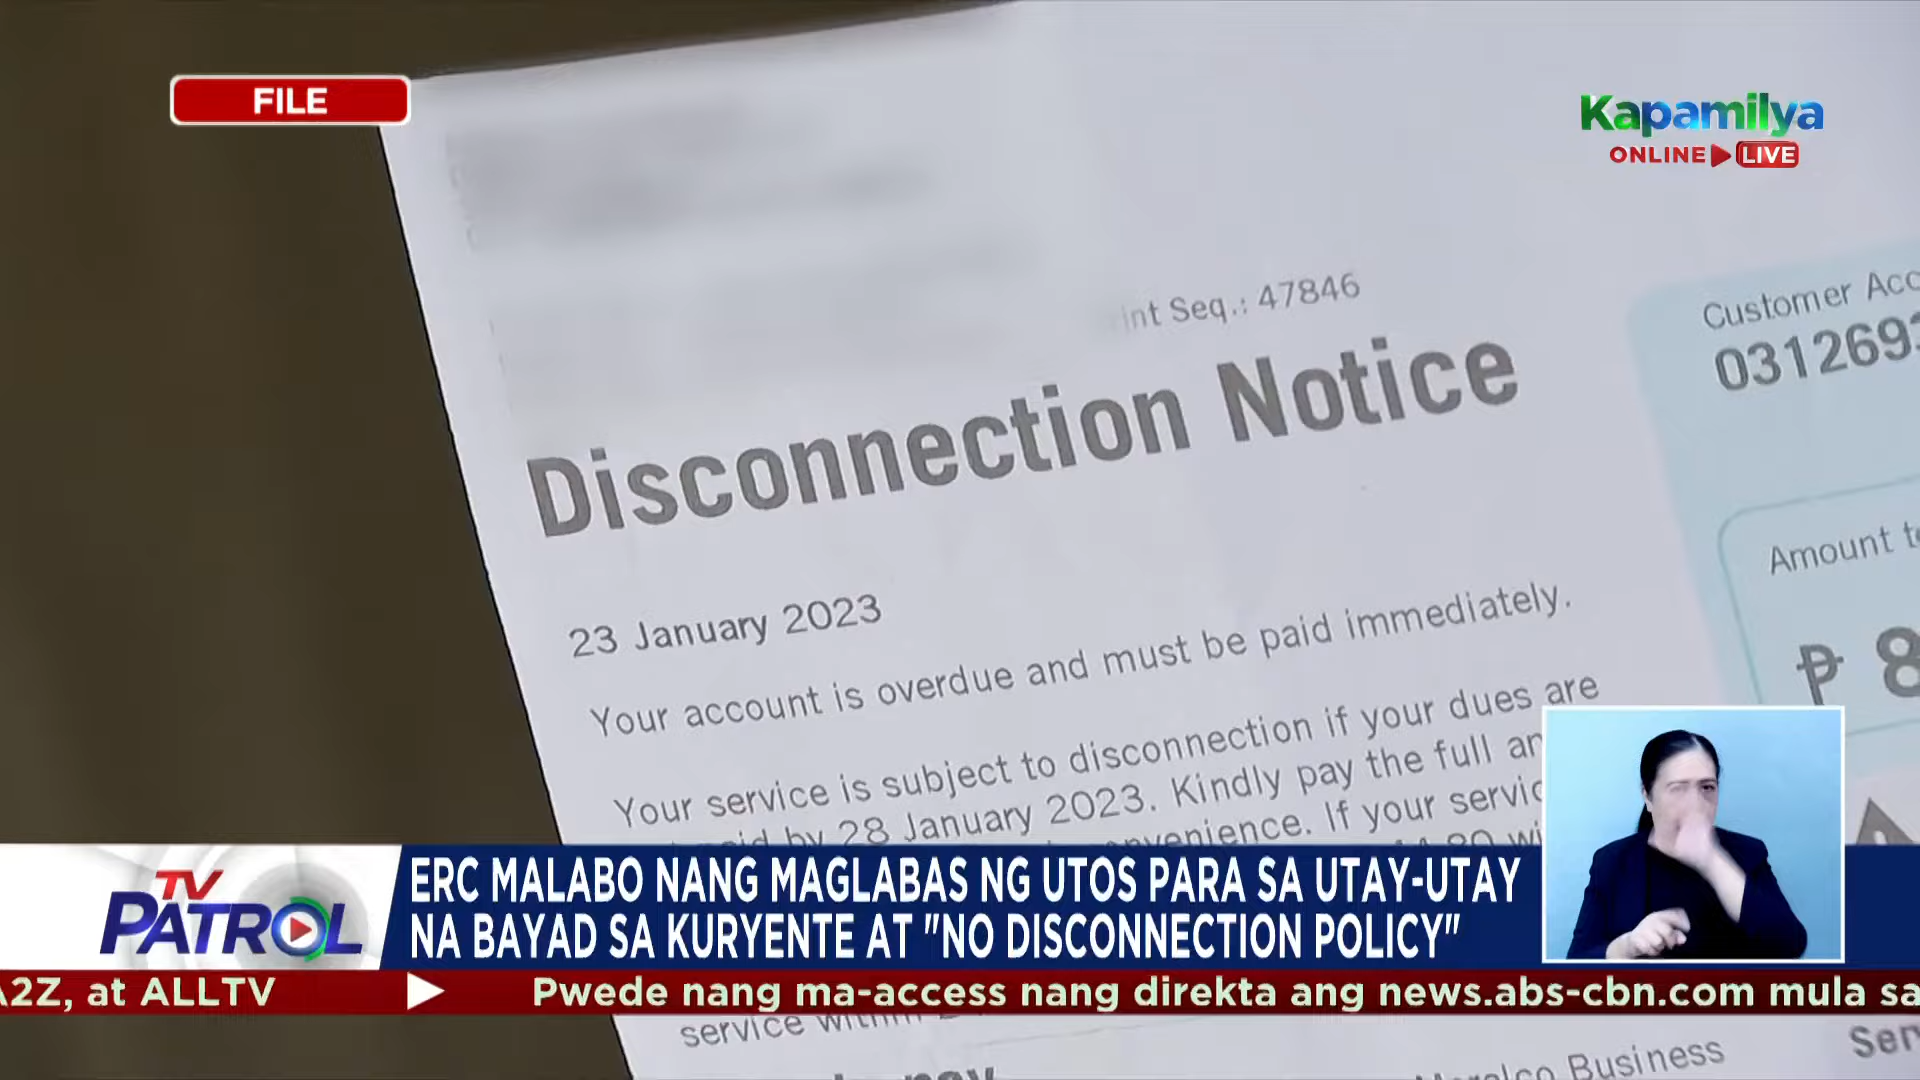 FILE
Kapamilya
ONLINE LIVE
Seq.: 47846
Customer
Disconnection Notice
23 January 2023
Amount
₱ 8
Your account is overdue and must be paid immediately.
Your service is subject to disconnection if your dues are
by 28 January 2023. Kindly pay the full
If your
TV PATROL
ERC MALABO NANG MAGLABAS NG UTOS PARA SA UTAY-UTAY
NA BAYAD SA KURYENTE AT "NO DISCONNECTION POLICY"
A2Z, at ALLTV Pwede nang ma-access nang direkta ang news.abs-cbn.com mula sa
service within
Business